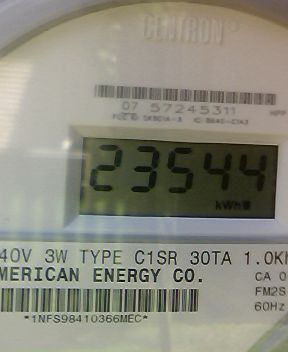 CENTRON®
07 57245311
23544
kWh
40V 3W TYPE C1SR 30TA 1.0Kh
MERICAN ENERGY CO.
CA 0
FM2S
60Hz
*1NFS98410366MEC*